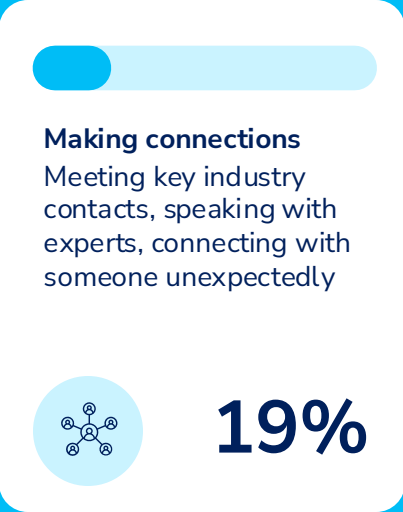 Making connections
Meeting key industry
contacts, speaking with
experts, connecting with
someone unexpectedly
19%